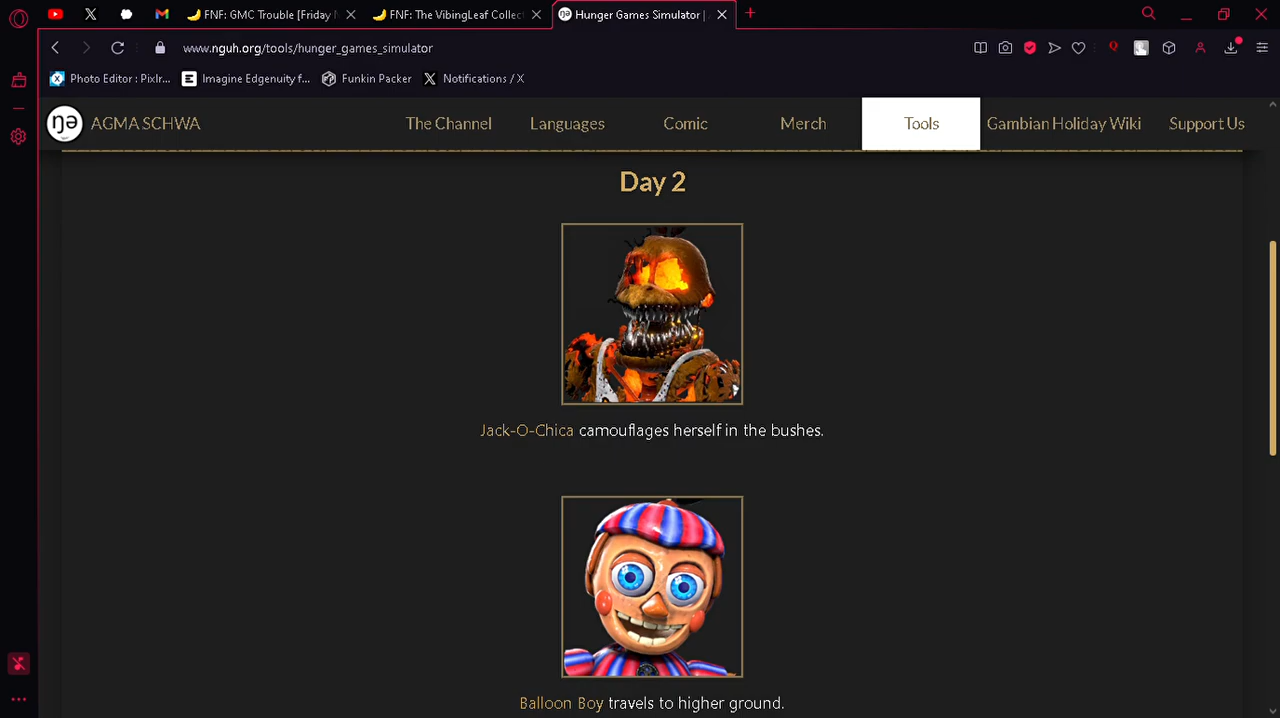 FNF: GMC Trouble [Friday N
FNF: The VibingLeaf Collect
Hunger Games Simulator |
www.nguh.org/tools/hunger_games_simulator
Photo Editor : Pixlr...
Imagine Edgenuity f...
Funkin Packer
Notifications / X
ŋə
AGMA SCHWA
The Channel
Languages
Comic
Merch
Tools
Gambian Holiday Wiki
Support Us
Day 2
Jack-O-Chica camouflages herself in the bushes.
Balloon Boy travels to higher ground.